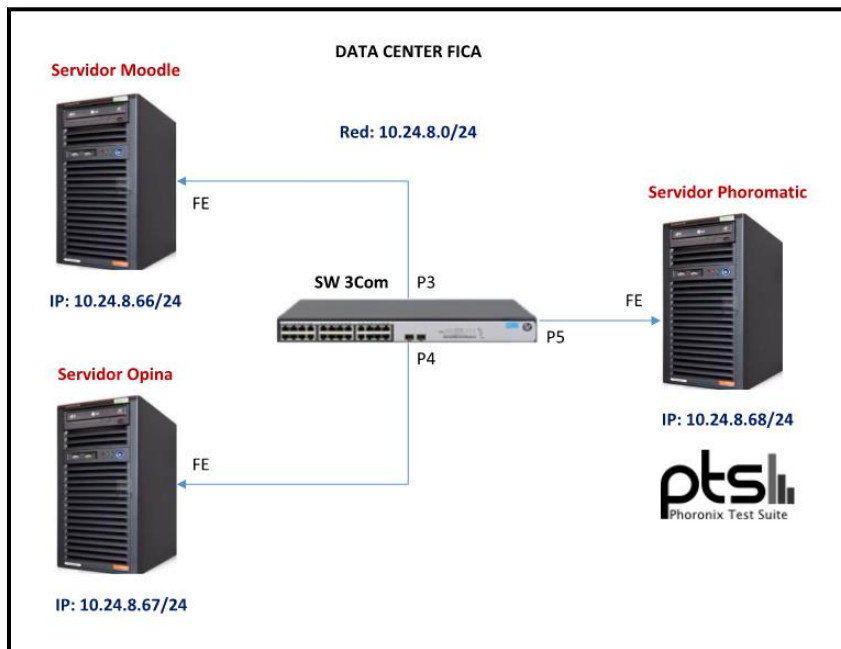 DATA CENTER FICA
Servidor Moodle
Red: 10.24.8.0/24
Servidor Phoromatic
FE
SW 3Com
P3
FE
IP: 10.24.8.66/24
P5
P4
Servidor Opina
IP: 10.24.8.68/24
FE
pts
Phoronix Test Suite
IP: 10.24.8.67/24